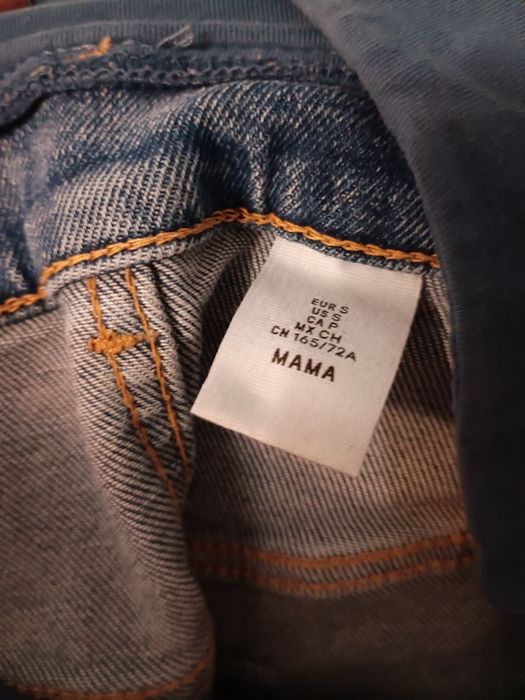 EUR S
US S
CA P
MX CH
CN 165/72A
MAMA